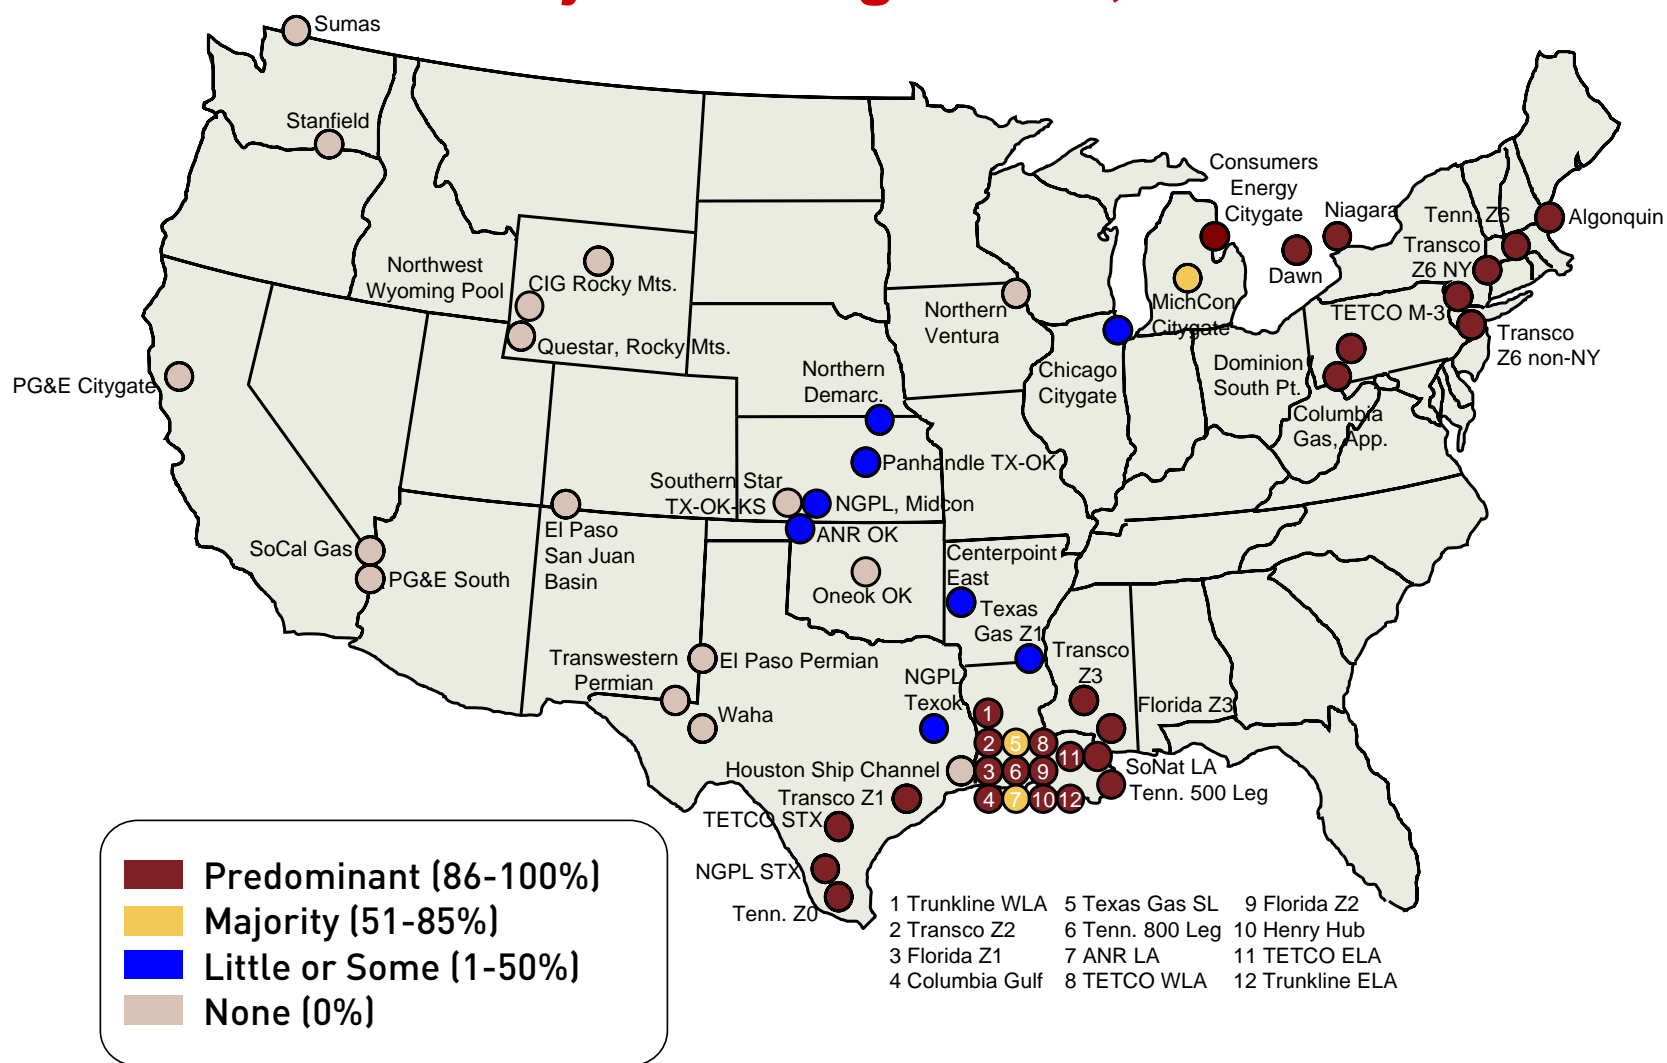 Sumas
Stanfield
Consumers
Energy
Citygate
Niagara
Tenn. Z6
Algonquin
Transco
Z6 NY
Dawn
Northwest
Wyoming Pool
CIG Rocky Mts.
MichCon
Citygate
Northern
Ventura
TETCO M-3
Transco
Z6 non-NY
Questar, Rocky Mts.
PG&E Citygate
Northern
Demarc.
Chicago
Citygate
Dominion
South Pt.
Columbia
Gas, App.
Panhandle TX-OK
Southern Star
TX-OK-KS
NGPL, Midcon
ANR OK
El Paso
San Juan
Basin
SoCal Gas
PG&E South
Centerpoint
East
Oneok OK
Texas
Gas Z1
Transwestern
Permian
El Paso Permian
NGPL
Texok
Transco
Z3
Florida Z3
Waha
1
2 5 8
11
3 6 9
4 7 10 12
Houston Ship Channel
SoNat LA
Tenn. 500 Leg
Transco Z1
TETCO STX
NGPL STX
Tenn. Z0
Predominant (86-100%)
Majority (51-85%)
Little or Some (1-50%)
None (0%)
1 Trunkline WLA 5 Texas Gas SL 9 Florida Z2
2 Transco Z2 6 Tenn. 800 Leg 10 Henry Hub
3 Florida Z1 7 ANR LA 11 TETCO ELA
4 Columbia Gulf 8 TETCO WLA 12 Trunkline ELA